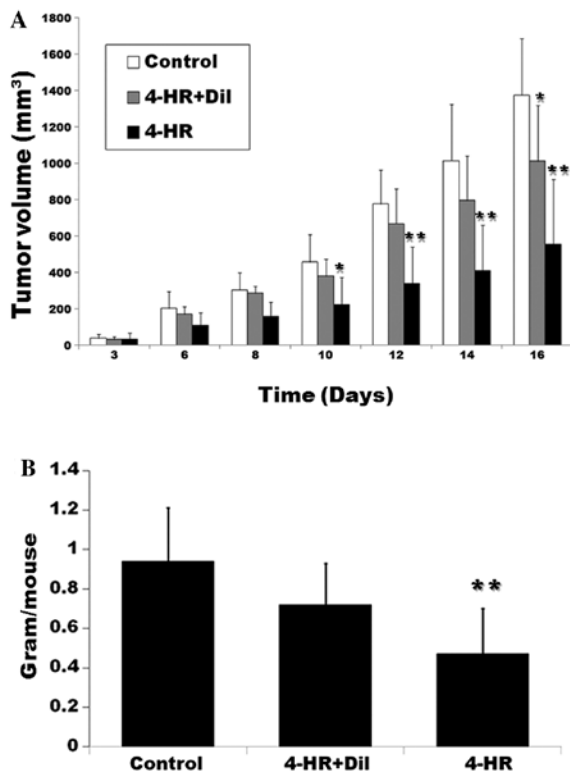 A
Tumor volume (mm³)
1800
1600
1400
1200
1000
800
600
400
200
0
Control
4-HR+Dil
4-HR
*
**
**
*
**
3 6 8 10 12 14 16
Time (Days)
B
Gram/mouse
1.4
1.2
1
0.8
0.6
0.4
0.2
0
**
Control 4-HR+Dil 4-HR